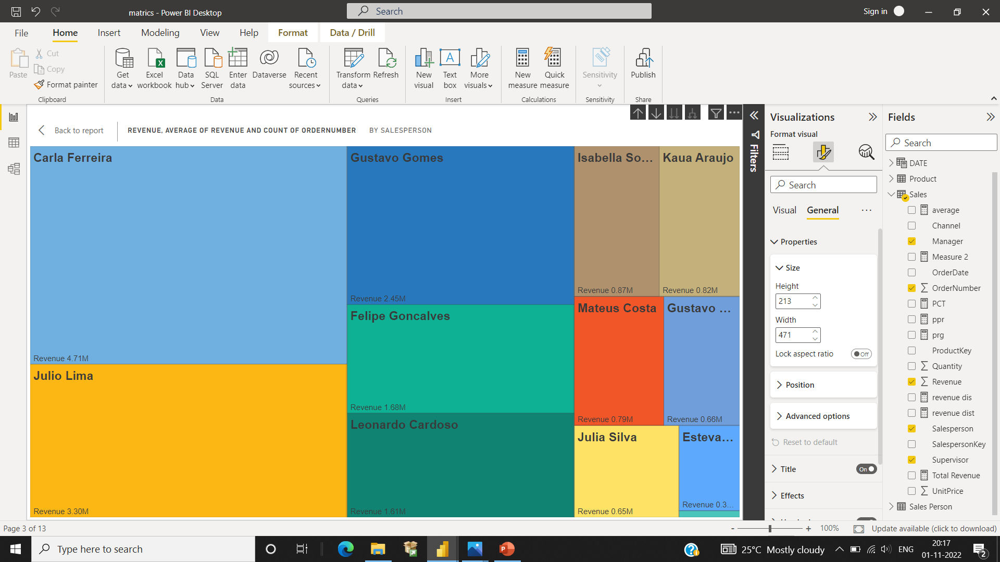 matrics - Power BI Desktop
Search
Sign in
File
Home
Insert
Modeling
View
Help
Format
Data / Drill
Paste
Cut
Copy
Format painter
Clipboard
Get data
Excel workbook
Data hub
SQL Server
Enter data
Dataverse
Recent sources
Data
Transform data
Refresh
Queries
New visual
Text box
More visuals
Insert
New measure
Quick measure
Calculations
Sensitivity
Sensitivity
Publish
Share
Back to report
REVENUE, AVERAGE OF REVENUE AND COUNT OF ORDERNUMBER BY SALESPERSON
Carla Ferreira
Revenue 4.71M
Julio Lima
Revenue 3.30M
Gustavo Gomes
Revenue 2.45M
Felipe Goncalves
Revenue 1.68M
Leonardo Cardoso
Revenue 1.61M
Isabella So...
Revenue 0.87M
Kaua Araujo
Revenue 0.82M
Mateus Costa
Revenue 0.79M
Gustavo ...
Revenue 0.66M
Julia Silva
Revenue 0.65M
Esteva...
Revenue 0.3...
Filters
Visualizations
Format visual
Search
Visual
General
...
Properties
Size
Height
213
Width
471
Lock aspect ratio
Off
Position
Advanced options
Reset to default
Title
On
Effects
Fields
Search
DATE
Product
Sales
average
Channel
Manager
Measure 2
OrderDate
OrderNumber
PCT
ppr
prg
ProductKey
Quantity
Revenue
revenue dis
revenue dist
Salesperson
SalespersonKey
Supervisor
Total Revenue
UnitPrice
Sales Person
Page 3 of 13
- + 100%
Update available (click to download)
Type here to search
25°C Mostly cloudy
ENG
20:17
01-11-2022
2